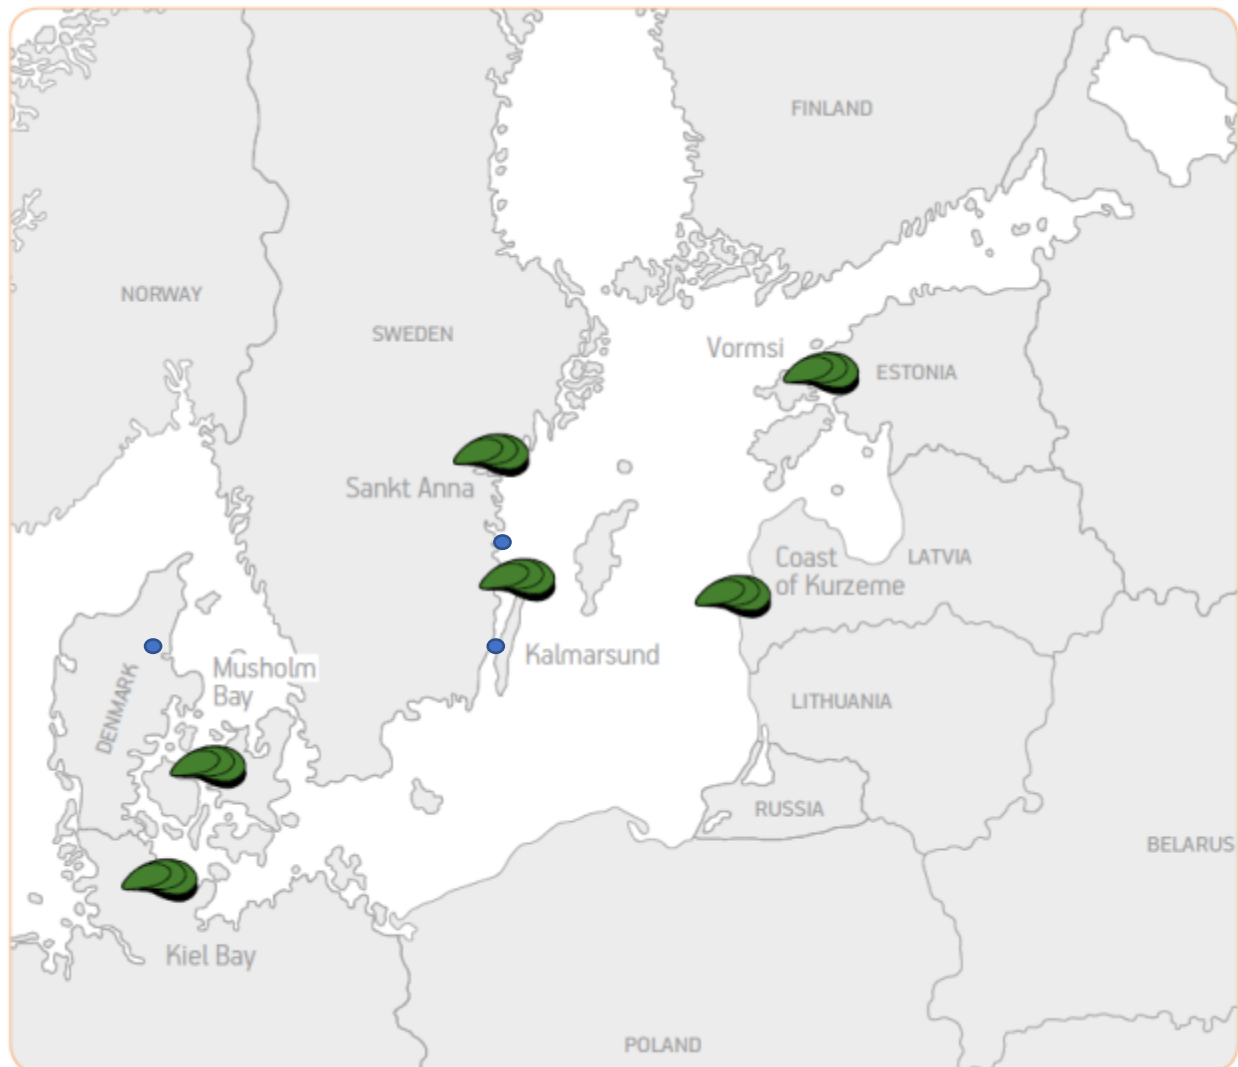 FINLAND
NORWAY
SWEDEN
Vormsi
ESTONIA
Sankt Anna
Coast
of Kurzeme
LATVIA
Kalmarsund
Musholm
Bay
DENMARK
LITHUANIA
RUSSIA
BELARUS
Kiel Bay
POLAND